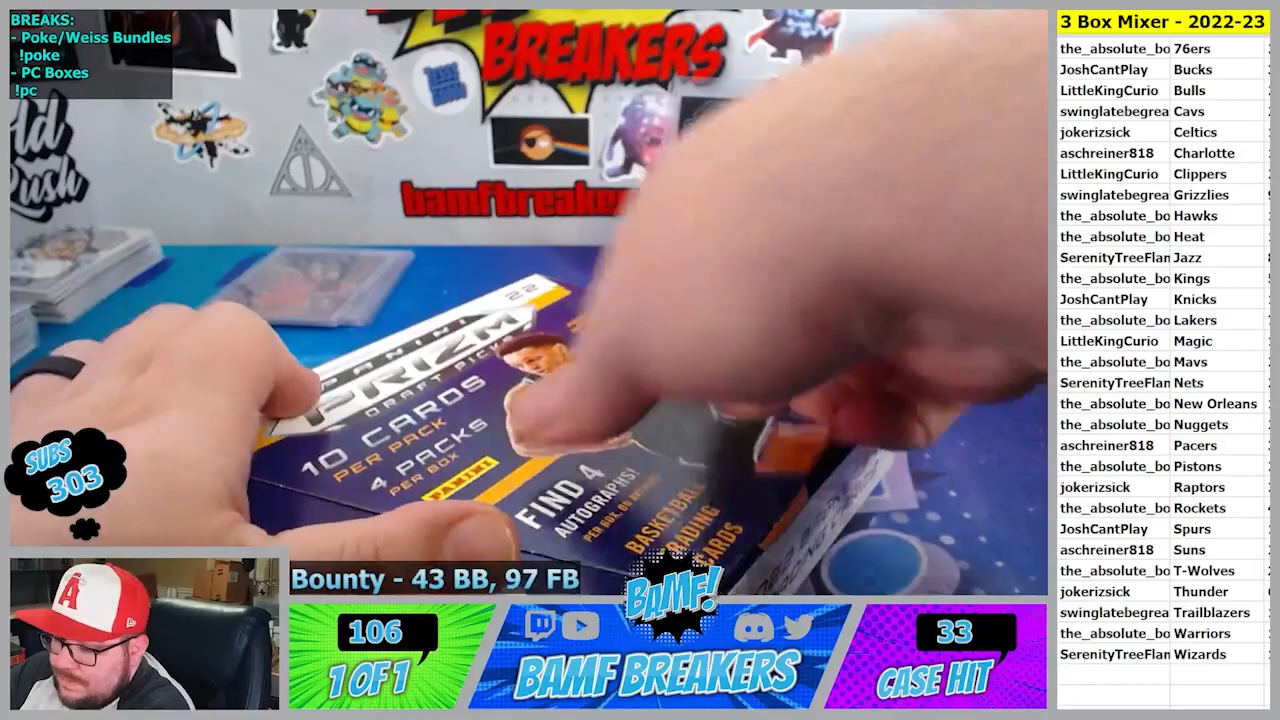 BREAKS:
- Poke/Weiss Bundles
!poke
- PC Boxes
!pc
BREAKERS
bamfbreake
PANINI
22
PRIZM
DRAFT PICKS
10 CARDS
PER PACK
4 PACKS
PER BOX
PANINI
FIND 4
AUTOGRAPHS!
BASKETBALL
TRADING
CARDS
SUBS
303
Bounty - 43 BB, 97 FB
BAMF!
106
1 OF 1
BAMF BREAKERS
33
CASE HIT
3 Box Mixer - 2022-23
the_absolute_bo 76ers
JoshCantPlay Bucks
LittleKingCurio Bulls
swinglatebegrea Cavs
jokerizsick Celtics
aschreiner818 Charlotte
LittleKingCurio Clippers
swinglatebegrea Grizzlies
the_absolute_bo Hawks
the_absolute_bo Heat
SerenityTreeFlan Jazz
the_absolute_bo Kings
JoshCantPlay Knicks
the_absolute_bo Lakers
LittleKingCurio Magic
the_absolute_bo Mavs
SerenityTreeFlan Nets
the_absolute_bo New Orleans
the_absolute_bo Nuggets
aschreiner818 Pacers
the_absolute_bo Pistons
jokerizsick Raptors
the_absolute_bo Rockets
JoshCantPlay Spurs
aschreiner818 Suns
the_absolute_bo T-Wolves
jokerizsick Thunder
swinglatebegrea Trailblazers
the_absolute_bo Warriors
SerenityTreeFlan Wizards